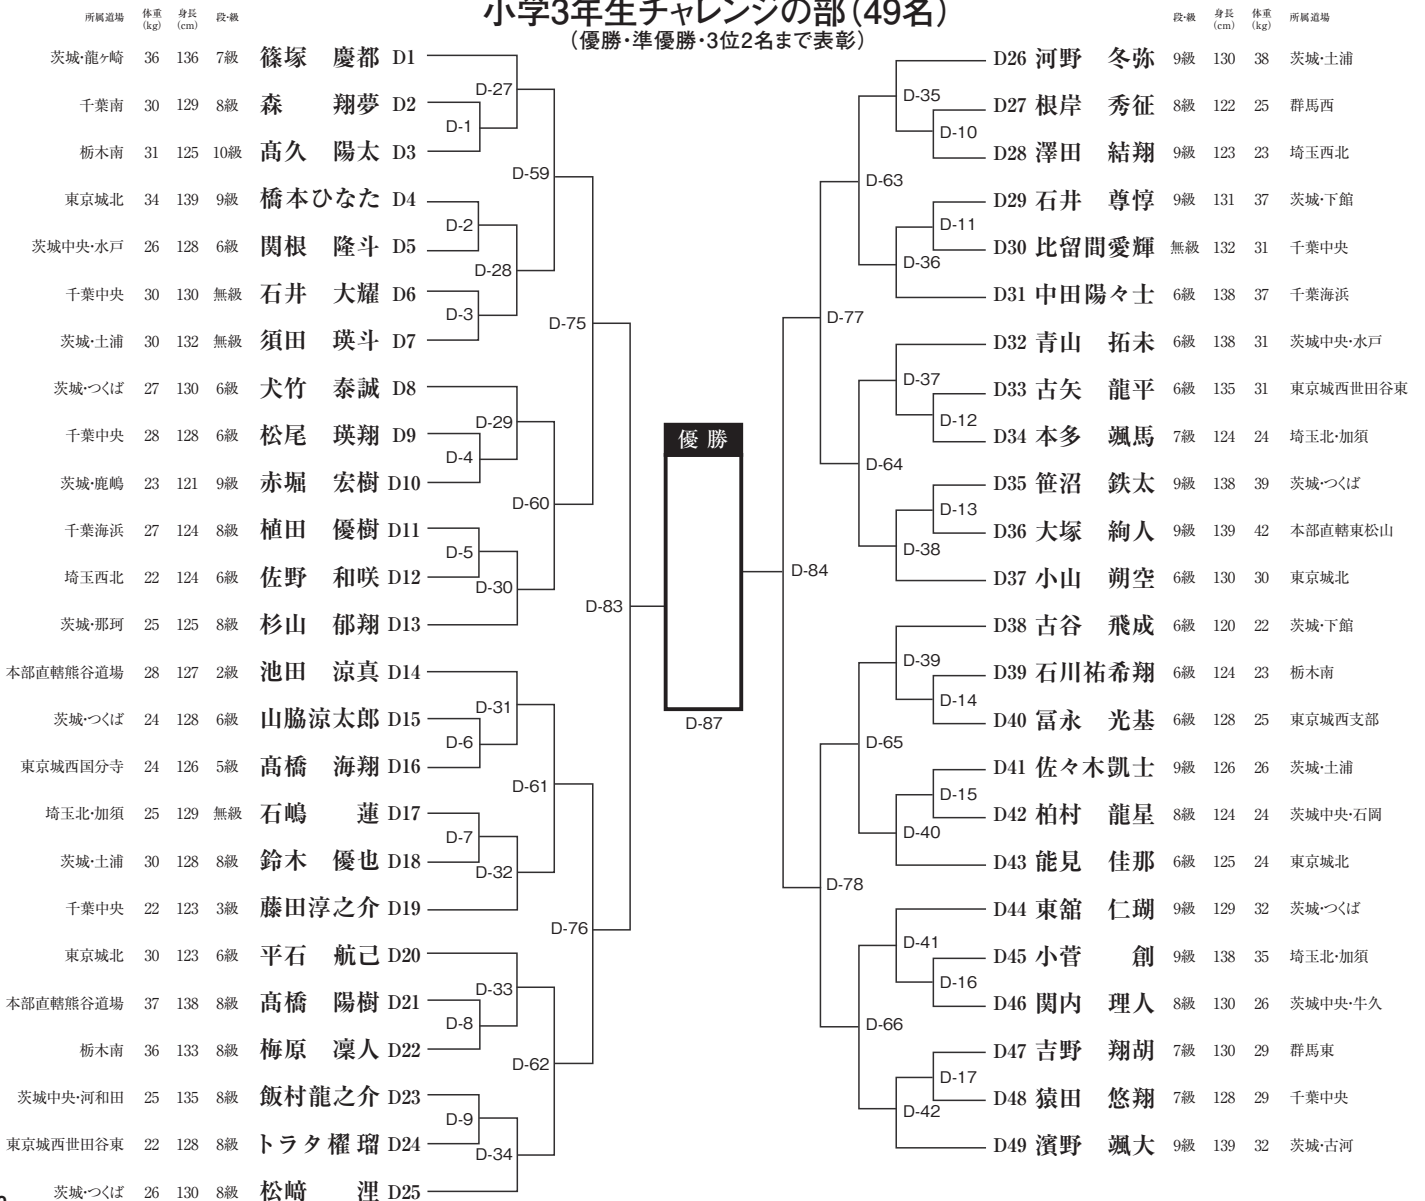 小学3年生チャレンジの部(49名)
(優勝・準優勝・3位2名まで表彰)
所属道場 体重(kg) 身長(cm) 段・級
茨城・龍ヶ崎 36 136 7級 篠塚 慶都 D1
千葉南 30 129 8級 森 翔夢 D2
栃木南 31 125 10級 髙久 陽太 D3
東京城北 34 139 9級 橋本ひなた D4
茨城中央・水戸 26 128 6級 関根 隆斗 D5
千葉中央 30 130 無級 石井 大耀 D6
茨城・土浦 30 132 無級 須田 瑛斗 D7
茨城・つくば 27 130 6級 犬竹 泰誠 D8
千葉中央 28 128 6級 松尾 瑛翔 D9
茨城・鹿嶋 23 121 9級 赤堀 宏樹 D10
千葉海浜 27 124 8級 植田 優樹 D11
埼玉西北 22 124 6級 佐野 和咲 D12
茨城・那珂 25 125 8級 杉山 郁翔 D13
本部直轄熊谷道場 28 127 2級 池田 涼真 D14
茨城・つくば 24 128 6級 山脇涼太郎 D15
東京城西国分寺 24 126 5級 髙橋 海翔 D16
埼玉北・加須 25 129 無級 石嶋 蓮 D17
茨城・土浦 30 128 8級 鈴木 優也 D18
千葉中央 22 123 3級 藤田淳之介 D19
東京城北 30 123 6級 平石 航己 D20
本部直轄熊谷道場 37 138 8級 髙橋 陽樹 D21
栃木南 36 133 8級 梅原 凜人 D22
茨城中央・河和田 25 135 8級 飯村龍之介 D23
東京城西世田谷東 22 128 8級 トラタ櫂瑠 D24
茨城・つくば 26 130 8級 松﨑 浬 D25
D-27
D-1
D-59
D-2
D-28
D-3
D-75
D-29
D-4
D-60
D-5
D-30
D-83
D-31
D-6
D-61
D-7
D-32
D-76
D-33
D-8
D-62
D-9
D-34
優勝
D-87
D-84
D-35
D-10
D-63
D-11
D-36
D-77
D-37
D-12
D-64
D-13
D-38
D-39
D-14
D-65
D-15
D-40
D-78
D-41
D-16
D-66
D-17
D-42
段・級 身長(cm) 体重(kg) 所属道場
D26 河野 冬弥 9級 130 38 茨城・土浦
D27 根岸 秀征 8級 122 25 群馬西
D28 澤田 結翔 9級 123 23 埼玉西北
D29 石井 尊惇 9級 131 37 茨城・下館
D30 比留間愛輝 無級 132 31 千葉中央
D31 中田陽々士 6級 138 37 千葉海浜
D32 青山 拓未 6級 138 31 茨城中央・水戸
D33 古矢 龍平 6級 135 31 東京城西世田谷東
D34 本多 颯馬 7級 124 24 埼玉北・加須
D35 笹沼 鉄太 9級 138 39 茨城・つくば
D36 大塚 絢人 9級 139 42 本部直轄東松山
D37 小山 朔空 6級 130 30 東京城北
D38 古谷 飛成 6級 120 22 茨城・下館
D39 石川祐希翔 6級 124 23 栃木南
D40 冨永 光基 6級 128 25 東京城西支部
D41 佐々木凱士 9級 126 26 茨城・土浦
D42 柏村 龍星 8級 124 24 茨城中央・石岡
D43 能見 佳那 6級 125 24 東京城北
D44 東舘 仁瑚 9級 129 32 茨城・つくば
D45 小菅 創 9級 138 35 埼玉北・加須
D46 関内 理人 8級 130 26 茨城中央・牛久
D47 吉野 翔胡 7級 130 29 群馬東
D48 猿田 悠翔 7級 128 29 千葉中央
D49 濱野 颯大 9級 139 32 茨城・古河